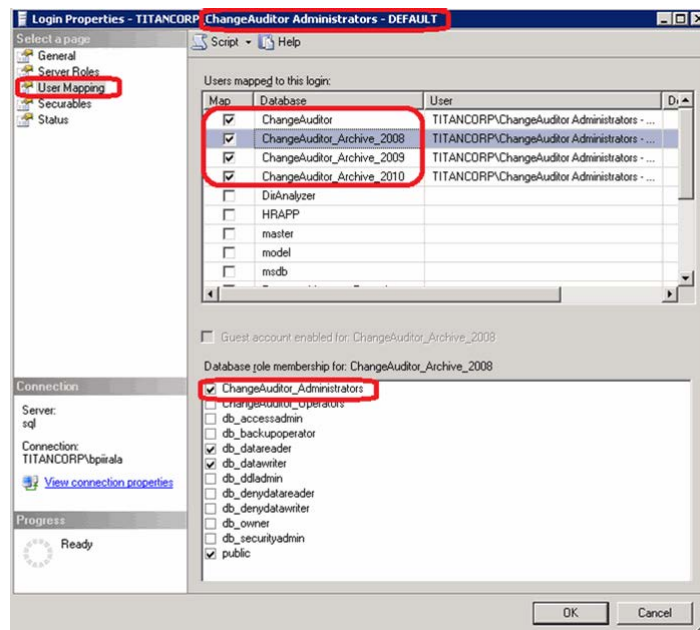 Login Properties - TITANCORP\ChangeAuditor Administrators - DEFAULT
Select a page
General
Server Roles
User Mapping
Securables
Status
Script Help
Users mapped to this login:
Map Database User
ChangeAuditor TITANCORP\ChangeAuditor Administrators - ...
ChangeAuditor_Archive_2008 TITANCORP\ChangeAuditor Administrators - ...
ChangeAuditor_Archive_2009 TITANCORP\ChangeAuditor Administrators - ...
ChangeAuditor_Archive_2010 TITANCORP\ChangeAuditor Administrators - ...
DirAnalyzer
HRAPP
master
model
msdb
Guest account enabled for: ChangeAuditor_Archive_2008
Database role membership for: ChangeAuditor_Archive_2008
ChangeAuditor_Administrators
ChangeAuditor_Operators
db_accessadmin
db_backupoperator
db_datareader
db_datawriter
db_ddladmin
db_denydatareader
db_denydatawriter
db_owner
db_securityadmin
public
Connection
Server:
sql
Connection:
TITANCORP\bpiirala
View connection properties
Progress
Ready
OK Cancel